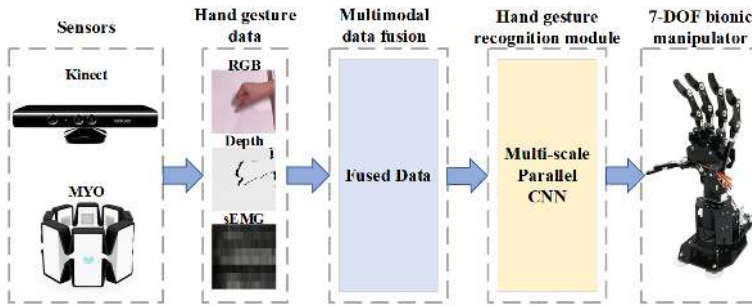 Sensors
Kinect
MYO
Hand gesture
data
RGB
Depth
sEMG
Multimodal
data fusion
Fused Data
Hand gesture
recognition module
Multi-scale
Parallel
CNN
7-DOF bionic
manipulator